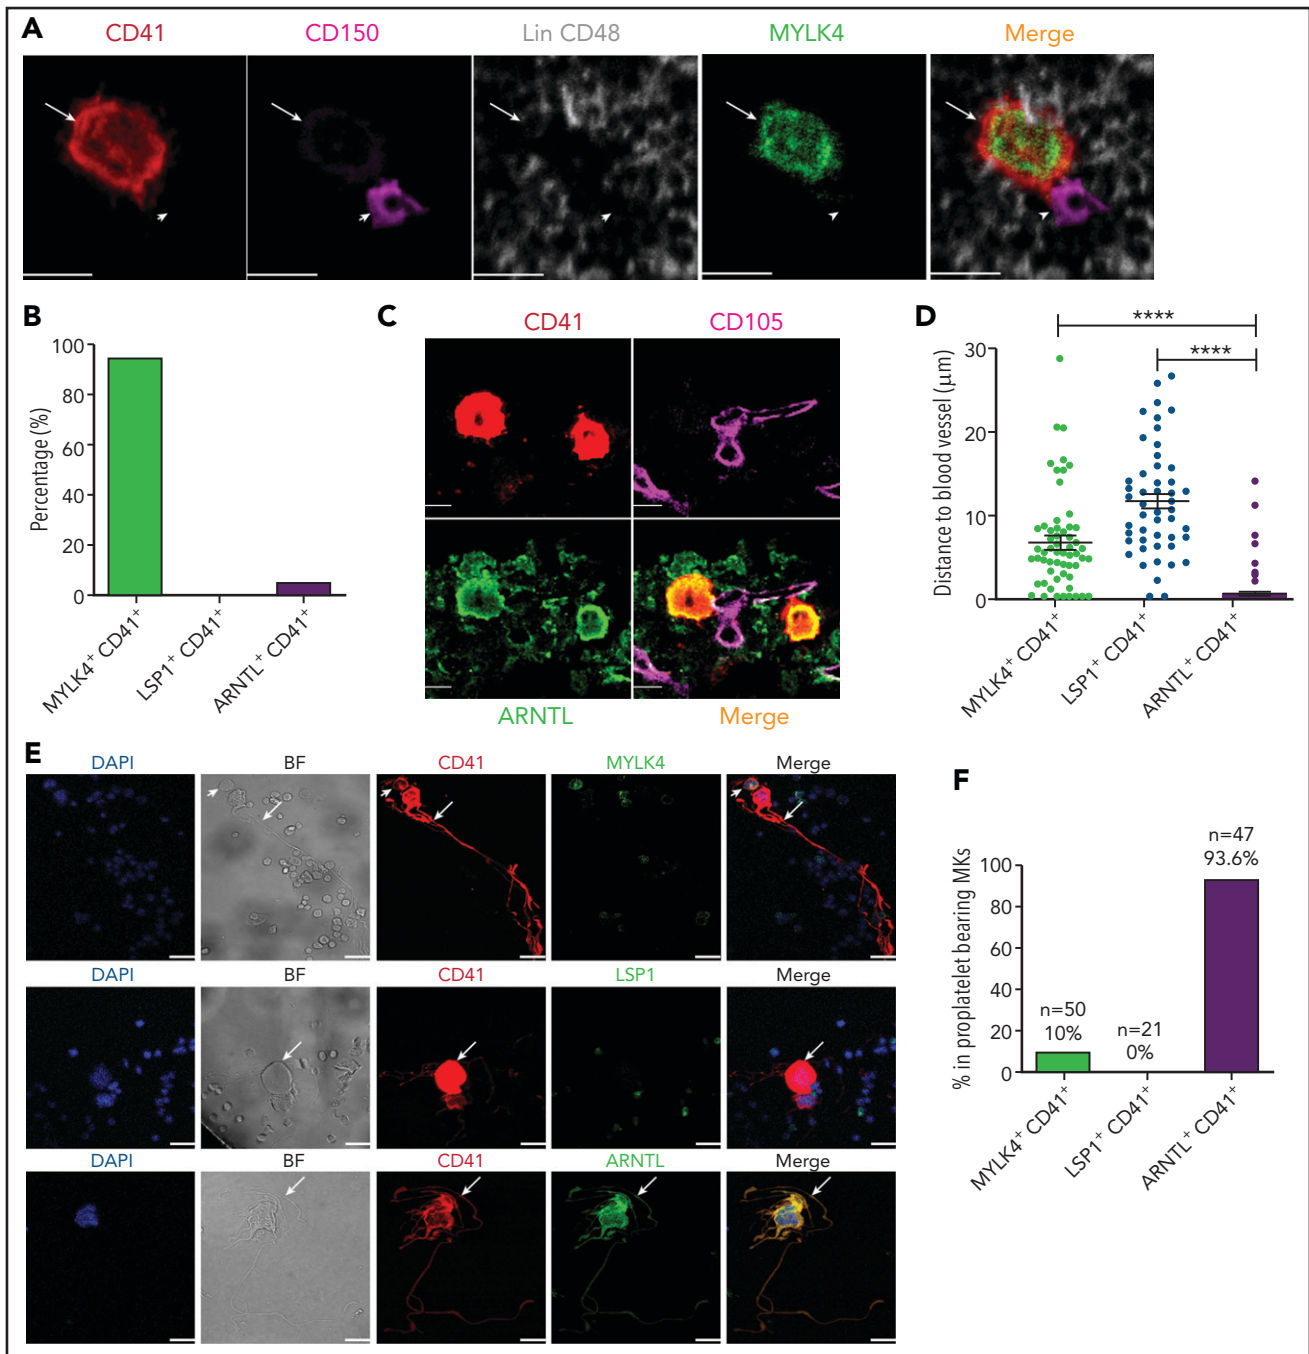 A
CD41
CD150
Lin CD48
MYLK4
Merge
B
Percentage (%)
100
80
60
40
20
0
MYLK4+ CD41+
LSP1+ CD41+
ARNTL+ CD41+
C
CD41
CD105
ARNTL
Merge
D
****
****
Distance to blood vessel (μm)
30
20
10
0
MYLK4+ CD41+
LSP1+ CD41+
ARNTL+ CD41+
E
DAPI
BF
CD41
MYLK4
Merge
DAPI
BF
CD41
LSP1
Merge
DAPI
BF
CD41
ARNTL
Merge
F
% in proplatelet bearing MKs
100
80
60
40
20
0
n=50
10%
n=21
0%
n=47
93.6%
MYLK4+ CD41+
LSP1+ CD41+
ARNTL+ CD41+